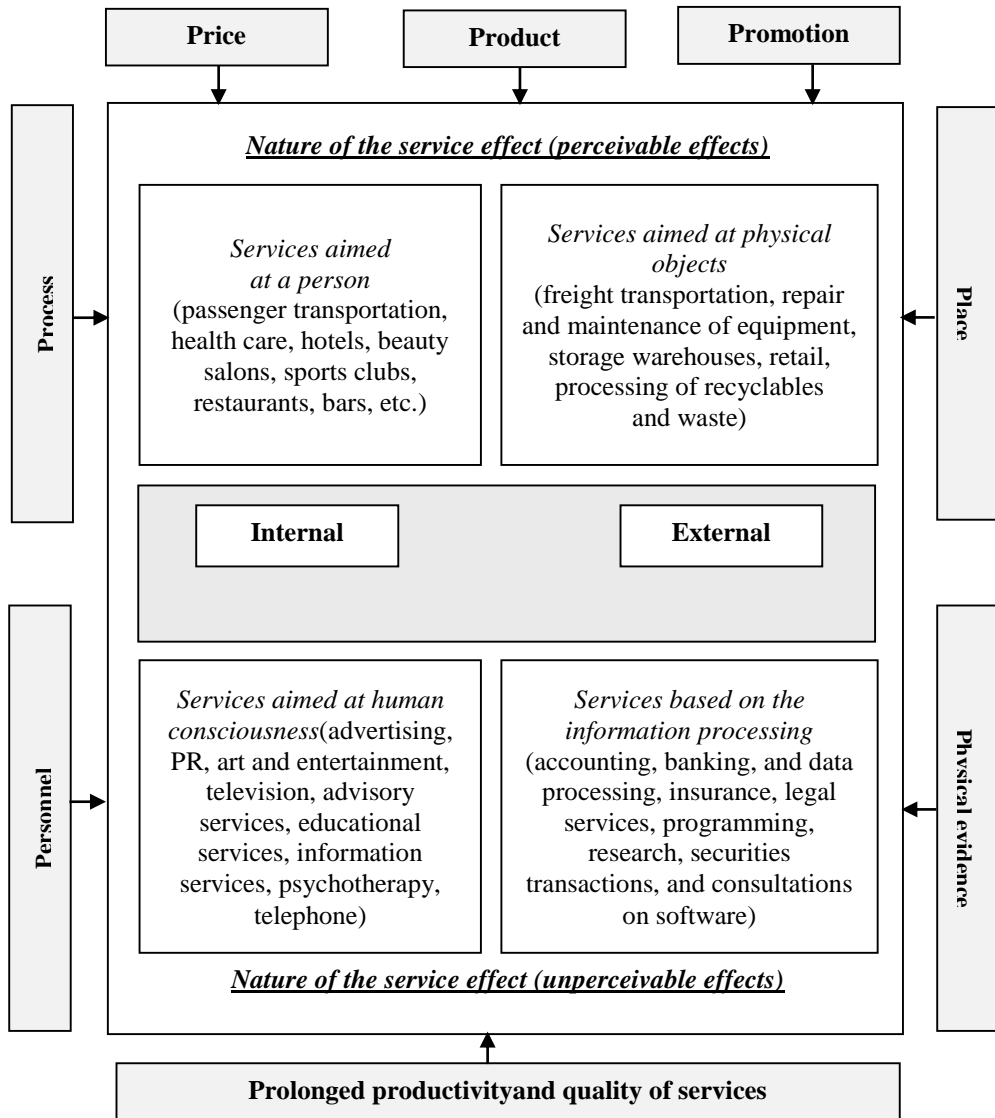 Price
Product
Promotion
Process
Place
Nature of the service effect (perceivable effects)
Services aimed
at a person
(passenger transportation,
health care, hotels, beauty
salons, sports clubs,
restaurants, bars, etc.)
Services aimed at physical
objects
(freight transportation, repair
and maintenance of equipment,
storage warehouses, retail,
processing of recyclables
and waste)
Internal
External
Personnel
Physical evidence
Services aimed at human
consciousness(advertising,
PR, art and entertainment,
television, advisory
services, educational
services, information
services, psychotherapy,
telephone)
Services based on the
information processing
(accounting, banking, and data
processing, insurance, legal
services, programming,
research, securities
transactions, and consultations
on software)
Nature of the service effect (unperceivable effects)
Prolonged productivityand quality of services